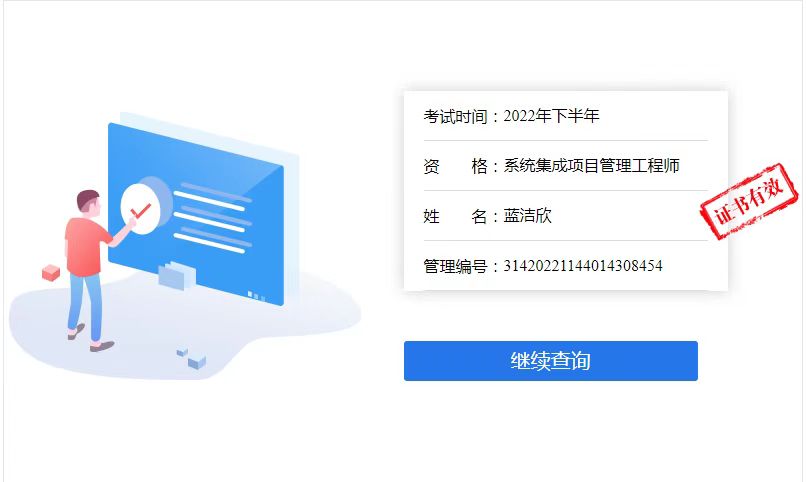 考试时间：2022年下半年
资 格：系统集成项目管理工程师
证书有效
姓 名：蓝洁欣
管理编号：31420221144014308454
继续查询